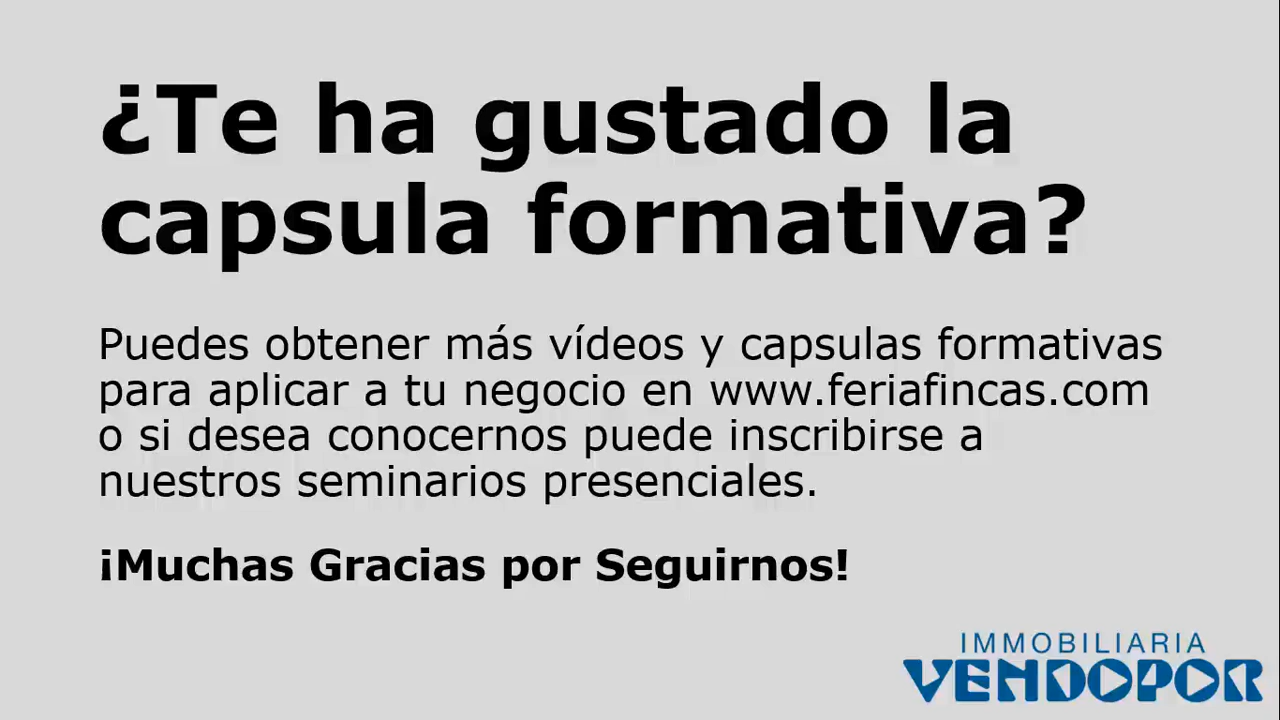 ¿Te ha gustado la
capsula formativa?
Puedes obtener más vídeos y capsulas formativas
para aplicar a tu negocio en www.feriafincas.com
o si desea conocernos puede inscribirse a
nuestros seminarios presenciales.
¡Muchas Gracias por Seguirnos!
IMMOBILIARIA
VENDOPOR